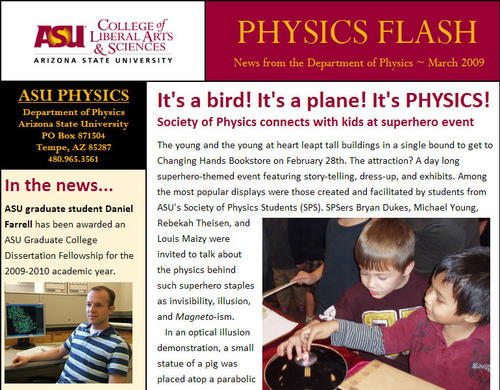 ASU
COLLEGE of
LIBERAL ARTS
& SCIENCES
ARIZONA STATE UNIVERSITY
PHYSICS FLASH
News from the Department of Physics ~ March 2009
ASU PHYSICS
Department of Physics
Arizona State University
PO Box 871504
Tempe, AZ 85287
480.965.3561
In the news...
ASU graduate student Daniel
Farrell has been awarded an
ASU Graduate College
Dissertation Fellowship for the
2009-2010 academic year.
It's a bird! It's a plane! It's PHYSICS!
Society of Physics connects with kids at superhero event
The young and the young at heart leapt tall buildings in a single bound to get to
Changing Hands Bookstore on February 28th. The attraction? A day long
superhero-themed event featuring story-telling, dress-up, and exhibits. Among
the most popular displays were those created and facilitated by students from
ASU's Society of Physics Students (SPS). SPSers Bryan Dukes, Michael Young,
Rebekah Theisen, and
Louis Maizy were
invited to talk about
the physics behind
such superhero staples
as invisibility, illusion,
and Magneto-ism.
In an optical illusion
demonstration, a small
statue of a pig was
placed atop a parabolic